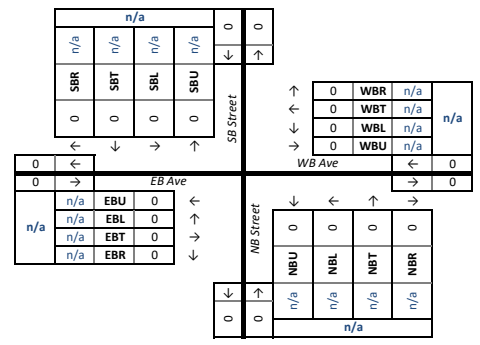 n/a
0 0
n/a n/a n/a n/a
↓ ↑
SBR SBT SBL SBU
0 0 0 0
← ↓ → ↑
SB Street
↑ 0 WBR n/a
← 0 WBT n/a
↓ 0 WBL n/a
→ 0 WBU n/a
n/a
0 ←
WB Ave
← 0
0 →
EB Ave
→ 0
n/a
n/a EBU 0 ←
n/a EBL 0 ↑
n/a EBT 0 →
n/a EBR 0 ↓
NB Street
↓ ← ↑ →
0 0 0 0
NBU NBL NBT NBR
n/a n/a n/a n/a
↓ ↑
0 0
n/a